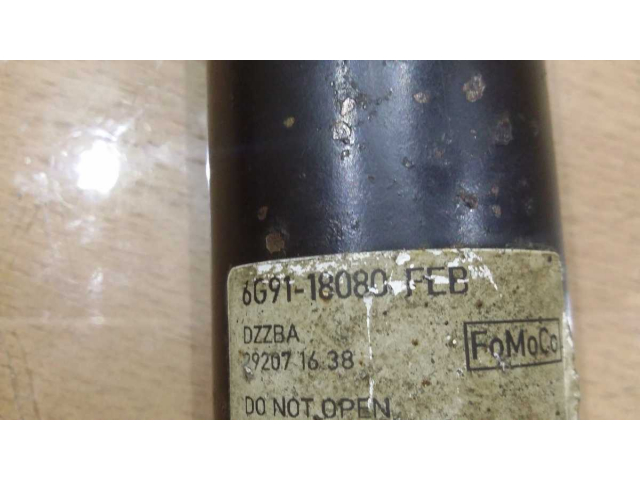 6G91-18080 FEB
DZZBA
29207 16 38
FoMoCo
DO NOT OPEN